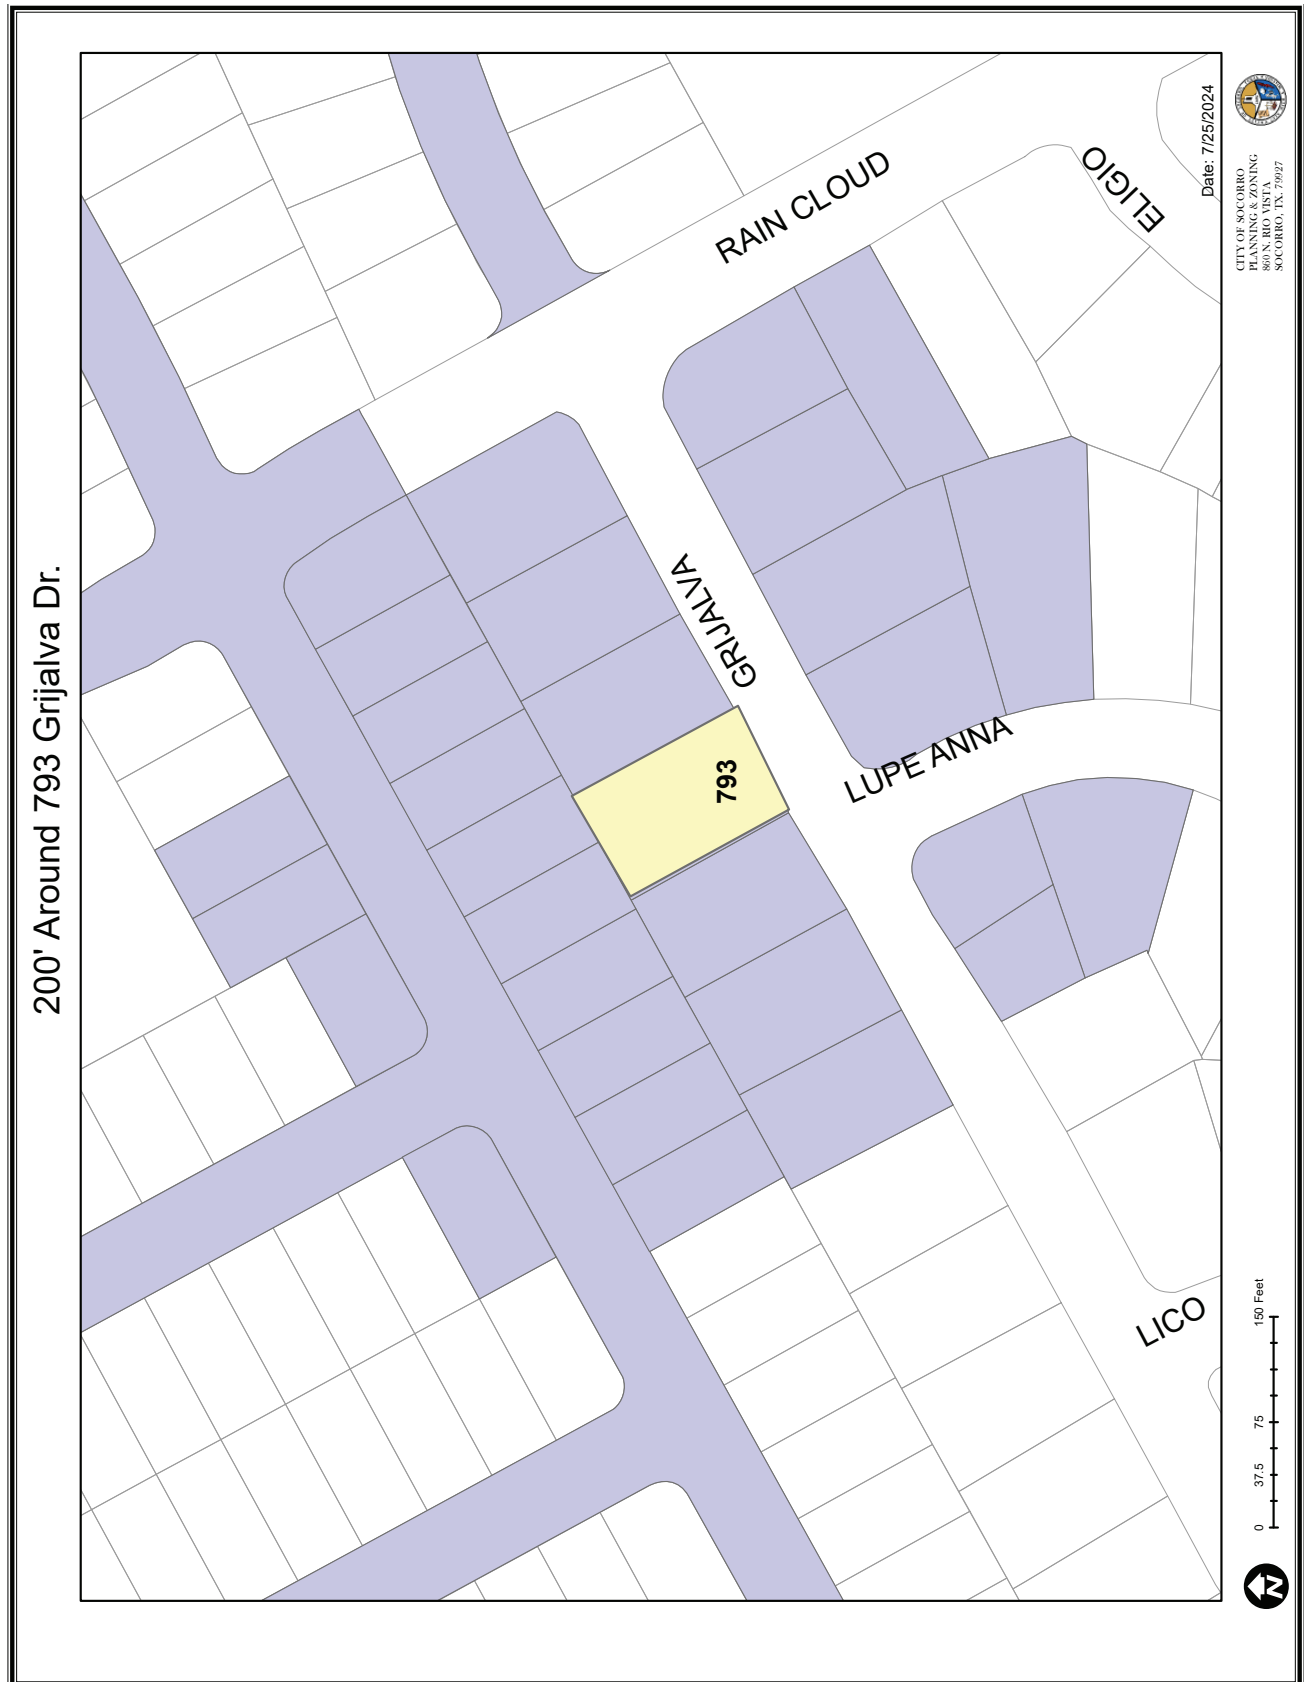 200' Around 793 Grijalva Dr.
RAIN CLOUD
ELIGIO
GRIJALVA
793
LUPE ANNA
LICO
Date: 7/25/2024
N
0 37.5 75 150 Feet
CITY OF SOCORRO
PLANNING & ZONING
860 N. RIO VISTA
SOCORRO, TX. 79927